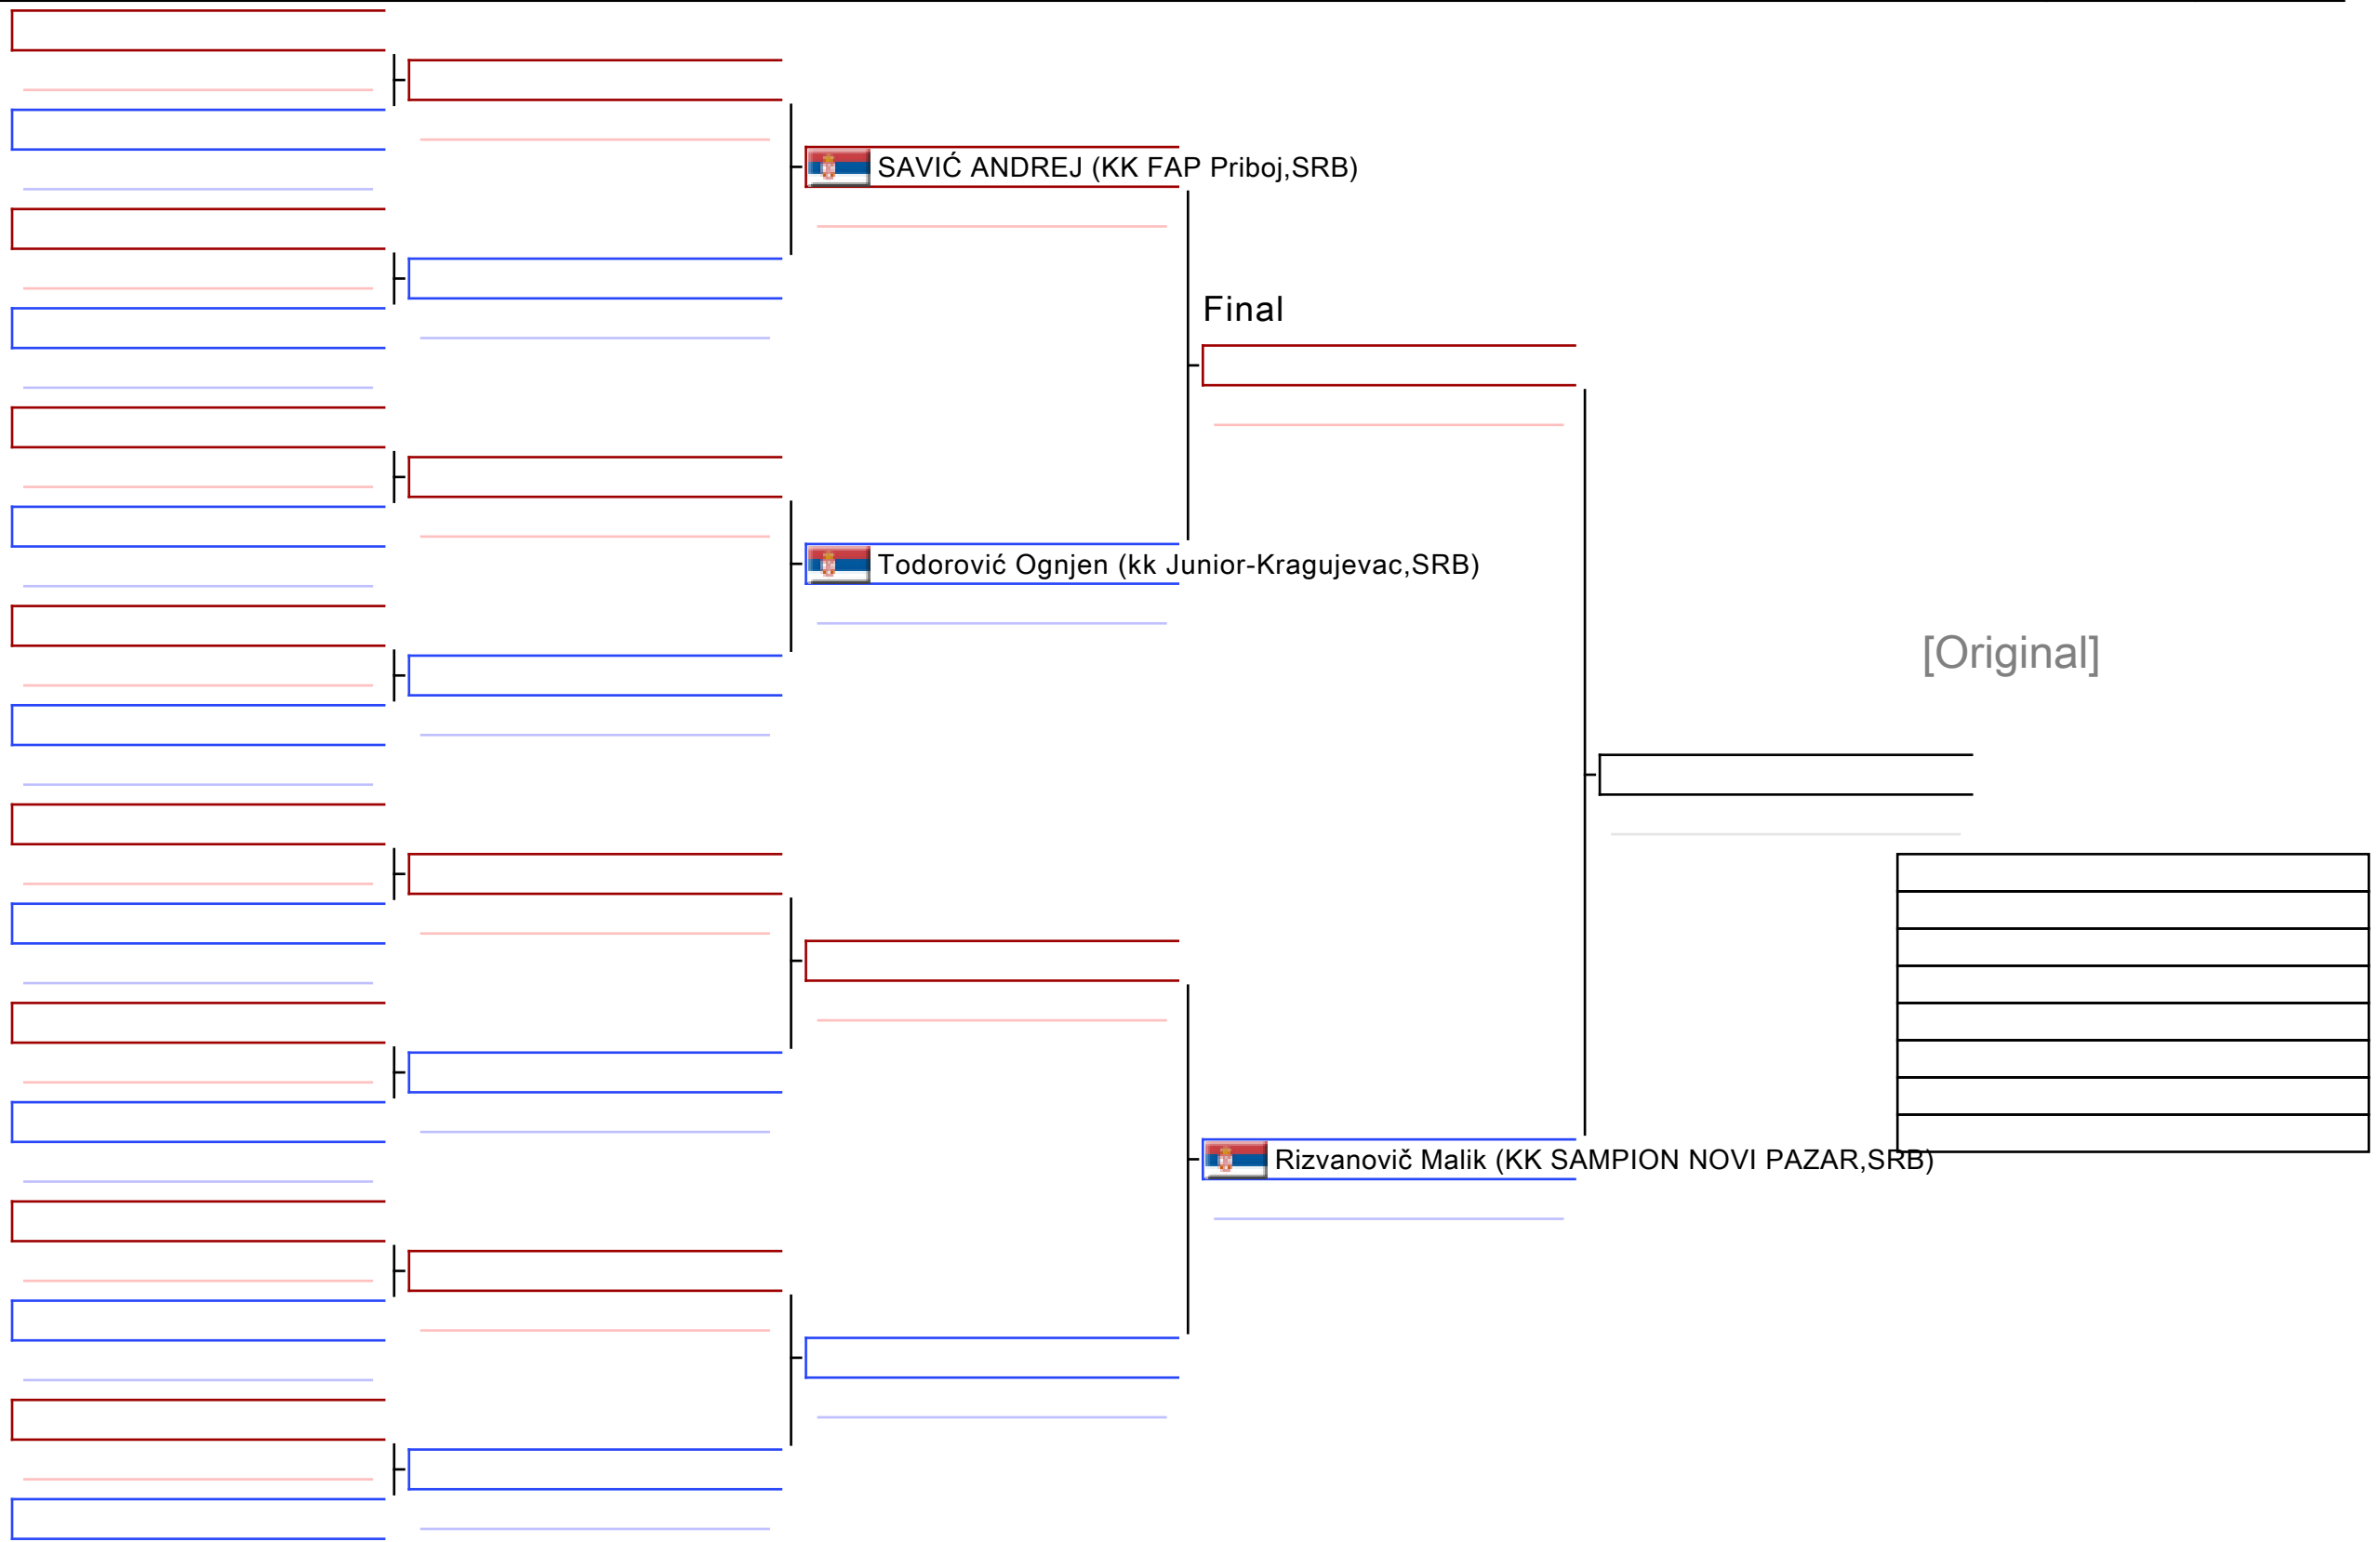 SAVIĆ ANDREJ (KK FAP Priboj,SRB)
Final
Todorović Ognjen (kk Junior-Kragujevac,SRB)
[Original]
Rizvanovič Malik (KK SAMPION NOVI PAZAR,SRB)